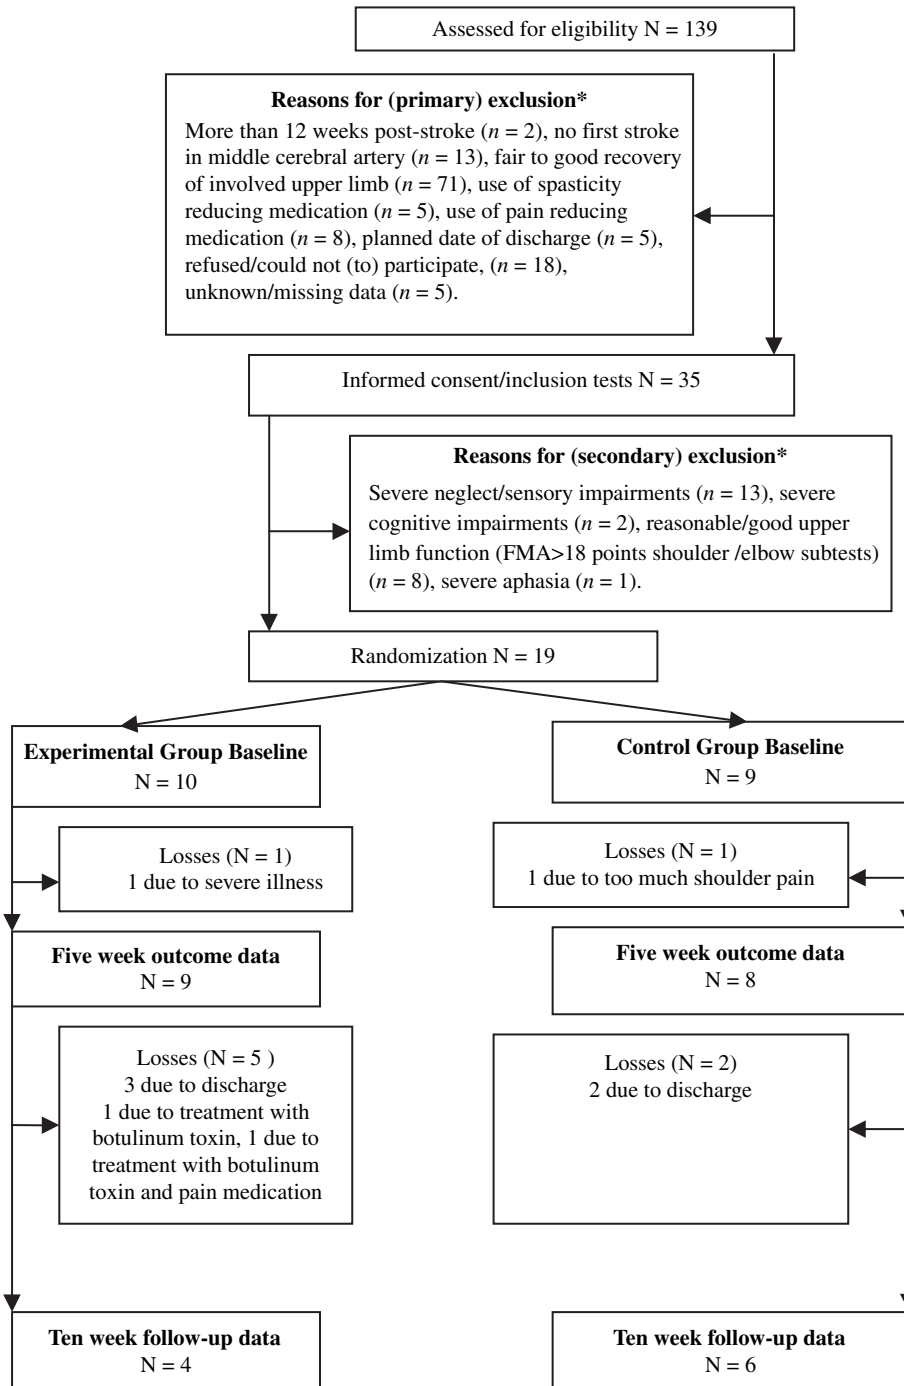 Assessed for eligibility N = 139
Reasons for (primary) exclusion*
More than 12 weeks post-stroke (n = 2), no first stroke
in middle cerebral artery (n = 13), fair to good recovery
of involved upper limb (n = 71), use of spasticity
reducing medication (n = 5), use of pain reducing
medication (n = 8), planned date of discharge (n = 5),
refused/could not (to) participate, (n = 18),
unknown/missing data (n = 5).
Informed consent/inclusion tests N = 35
Reasons for (secondary) exclusion*
Severe neglect/sensory impairments (n = 13), severe
cognitive impairments (n = 2), reasonable/good upper
limb function (FMA>18 points shoulder /elbow subtests)
(n = 8), severe aphasia (n = 1).
Randomization N = 19
Experimental Group Baseline
N = 10
Control Group Baseline
N = 9
Losses (N = 1)
1 due to severe illness
Losses (N = 1)
1 due to too much shoulder pain
Five week outcome data
N = 9
Five week outcome data
N = 8
Losses (N = 5 )
3 due to discharge
1 due to treatment with
botulinum toxin, 1 due to
treatment with botulinum
toxin and pain medication
Losses (N = 2)
2 due to discharge
Ten week follow-up data
N = 4
Ten week follow-up data
N = 6